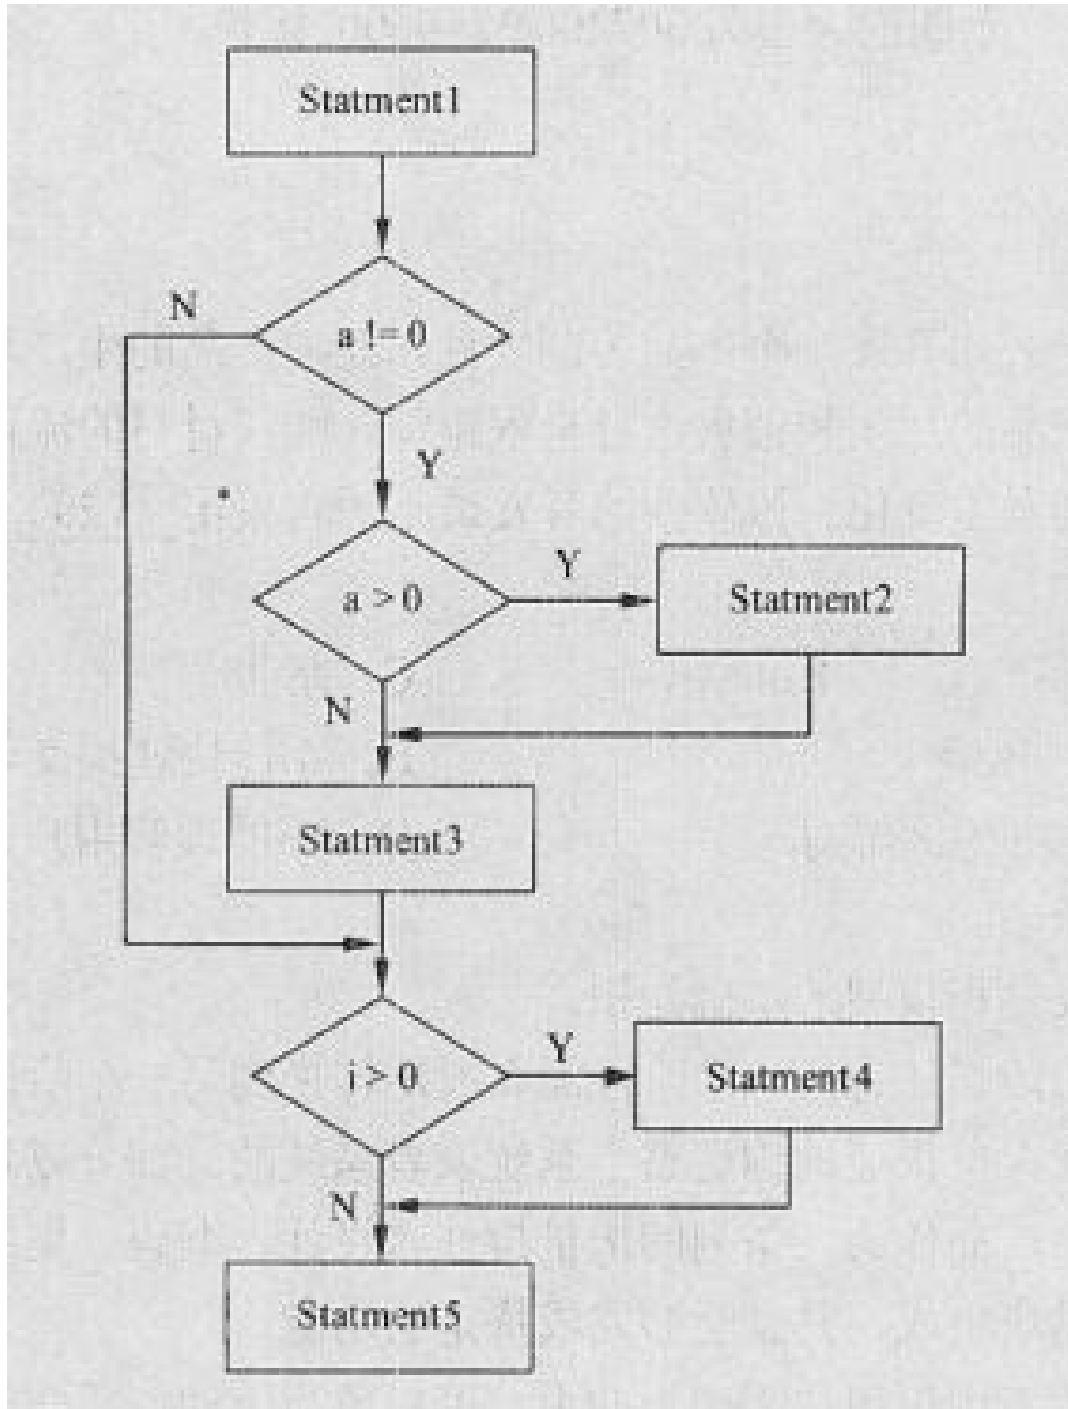 Statment1
N
a != 0
Y
a > 0
Y
Statment2
N
Statment3
i > 0
Y
Statment4
N
Statment5